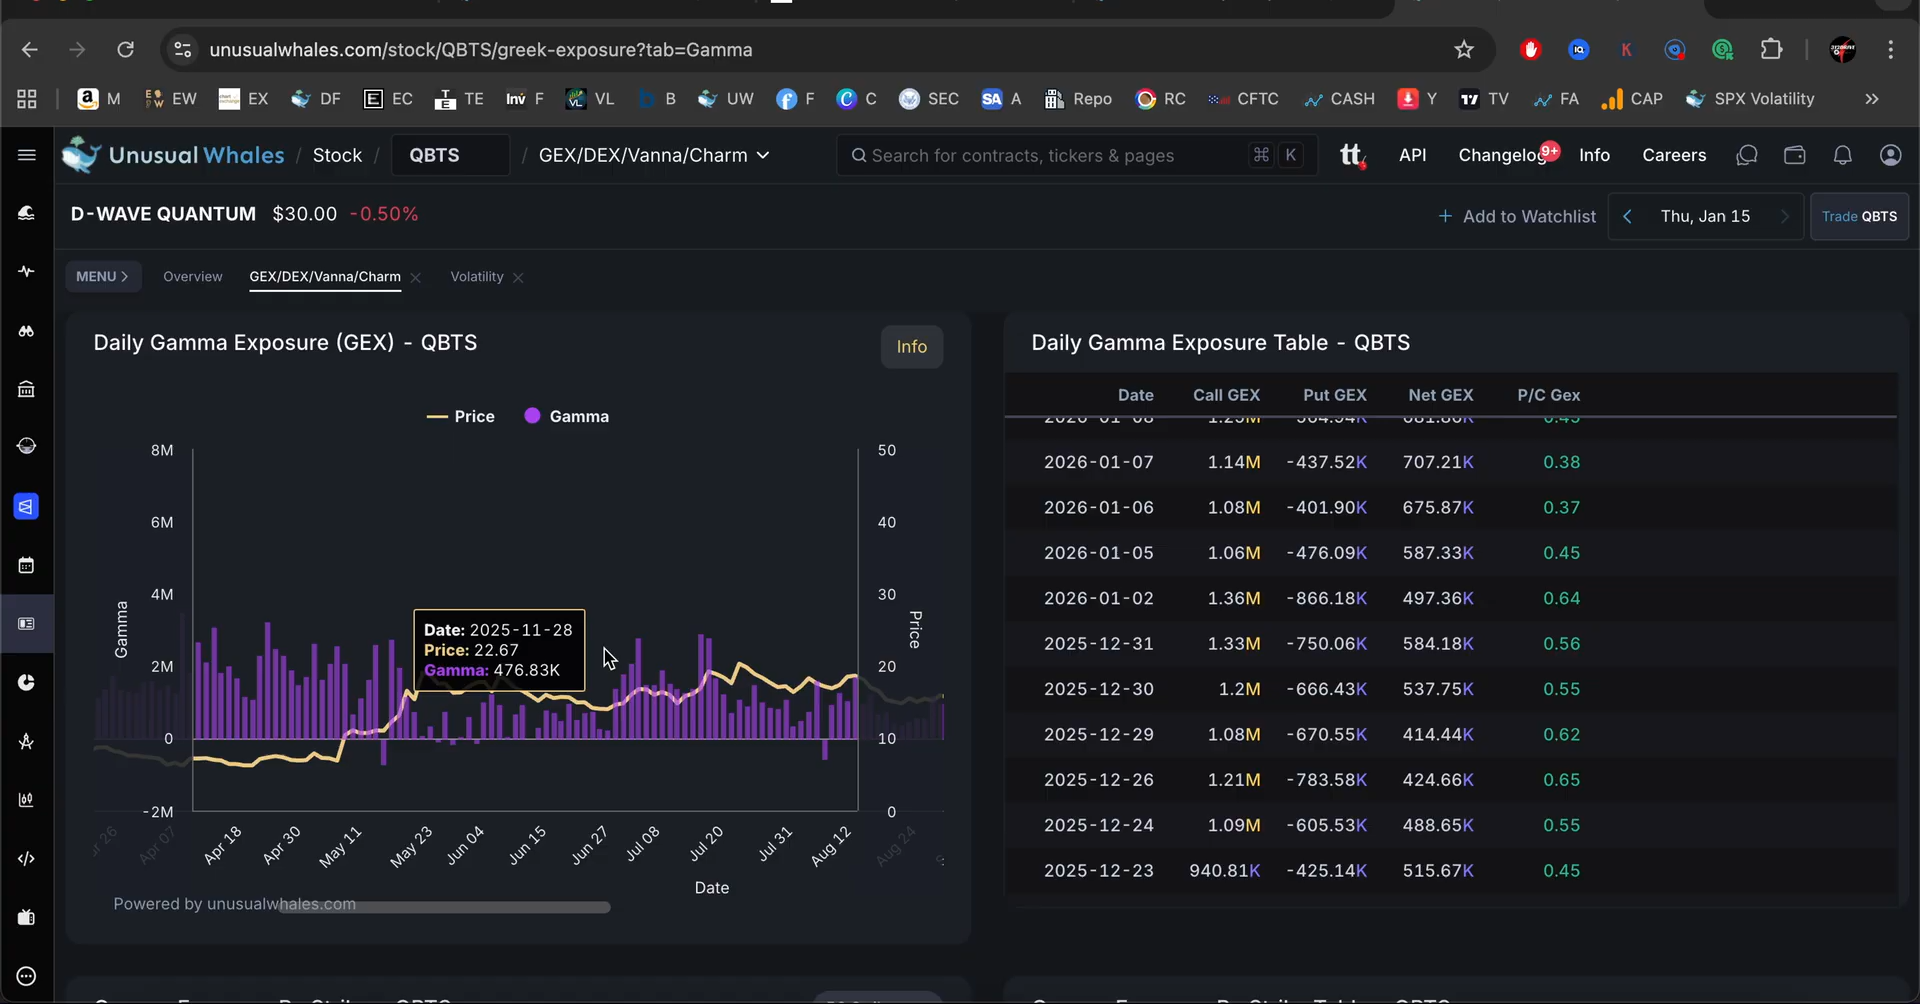 unusualwhales.com/stock/QBTS/greek-exposure?tab=Gamma
M EW EX DF EC TE Inv F VL B UW F C SEC SA A Repo RC CFTC CASH Y TV FA CAP SPX Volatility »
Unusual Whales / Stock / QBTS / GEX/DEX/Vanna/Charm
Search for contracts, tickers & pages ⌘ K
tt API Changelog 9+ Info Careers
D-WAVE QUANTUM $30.00 -0.50%
+ Add to Watchlist < Thu, Jan 15 > Trade QBTS
MENU > Overview GEX/DEX/Vanna/Charm × Volatility ×
Daily Gamma Exposure (GEX) - QBTS
Info
Price Gamma
8M
6M
4M
2M
0
-2M
Gamma
50
40
30
20
10
0
Price
Date: 2025-11-28
Price: 22.67
Gamma: 476.83K
Apr 07 Apr 18 Apr 30 May 11 May 23 Jun 04 Jun 15 Jun 27 Jul 08 Jul 20 Jul 31 Aug 12 Aug 24
Date
Powered by unusualwhales.com
Daily Gamma Exposure Table - QBTS
Date Call GEX Put GEX Net GEX P/C Gex
2026-01-07 1.14M -437.52K 707.21K 0.38
2026-01-06 1.08M -401.90K 675.87K 0.37
2026-01-05 1.06M -476.09K 587.33K 0.45
2026-01-02 1.36M -866.18K 497.36K 0.64
2025-12-31 1.33M -750.06K 584.18K 0.56
2025-12-30 1.2M -666.43K 537.75K 0.55
2025-12-29 1.08M -670.55K 414.44K 0.62
2025-12-26 1.21M -783.58K 424.66K 0.65
2025-12-24 1.09M -605.53K 488.65K 0.55
2025-12-23 940.81K -425.14K 515.67K 0.45